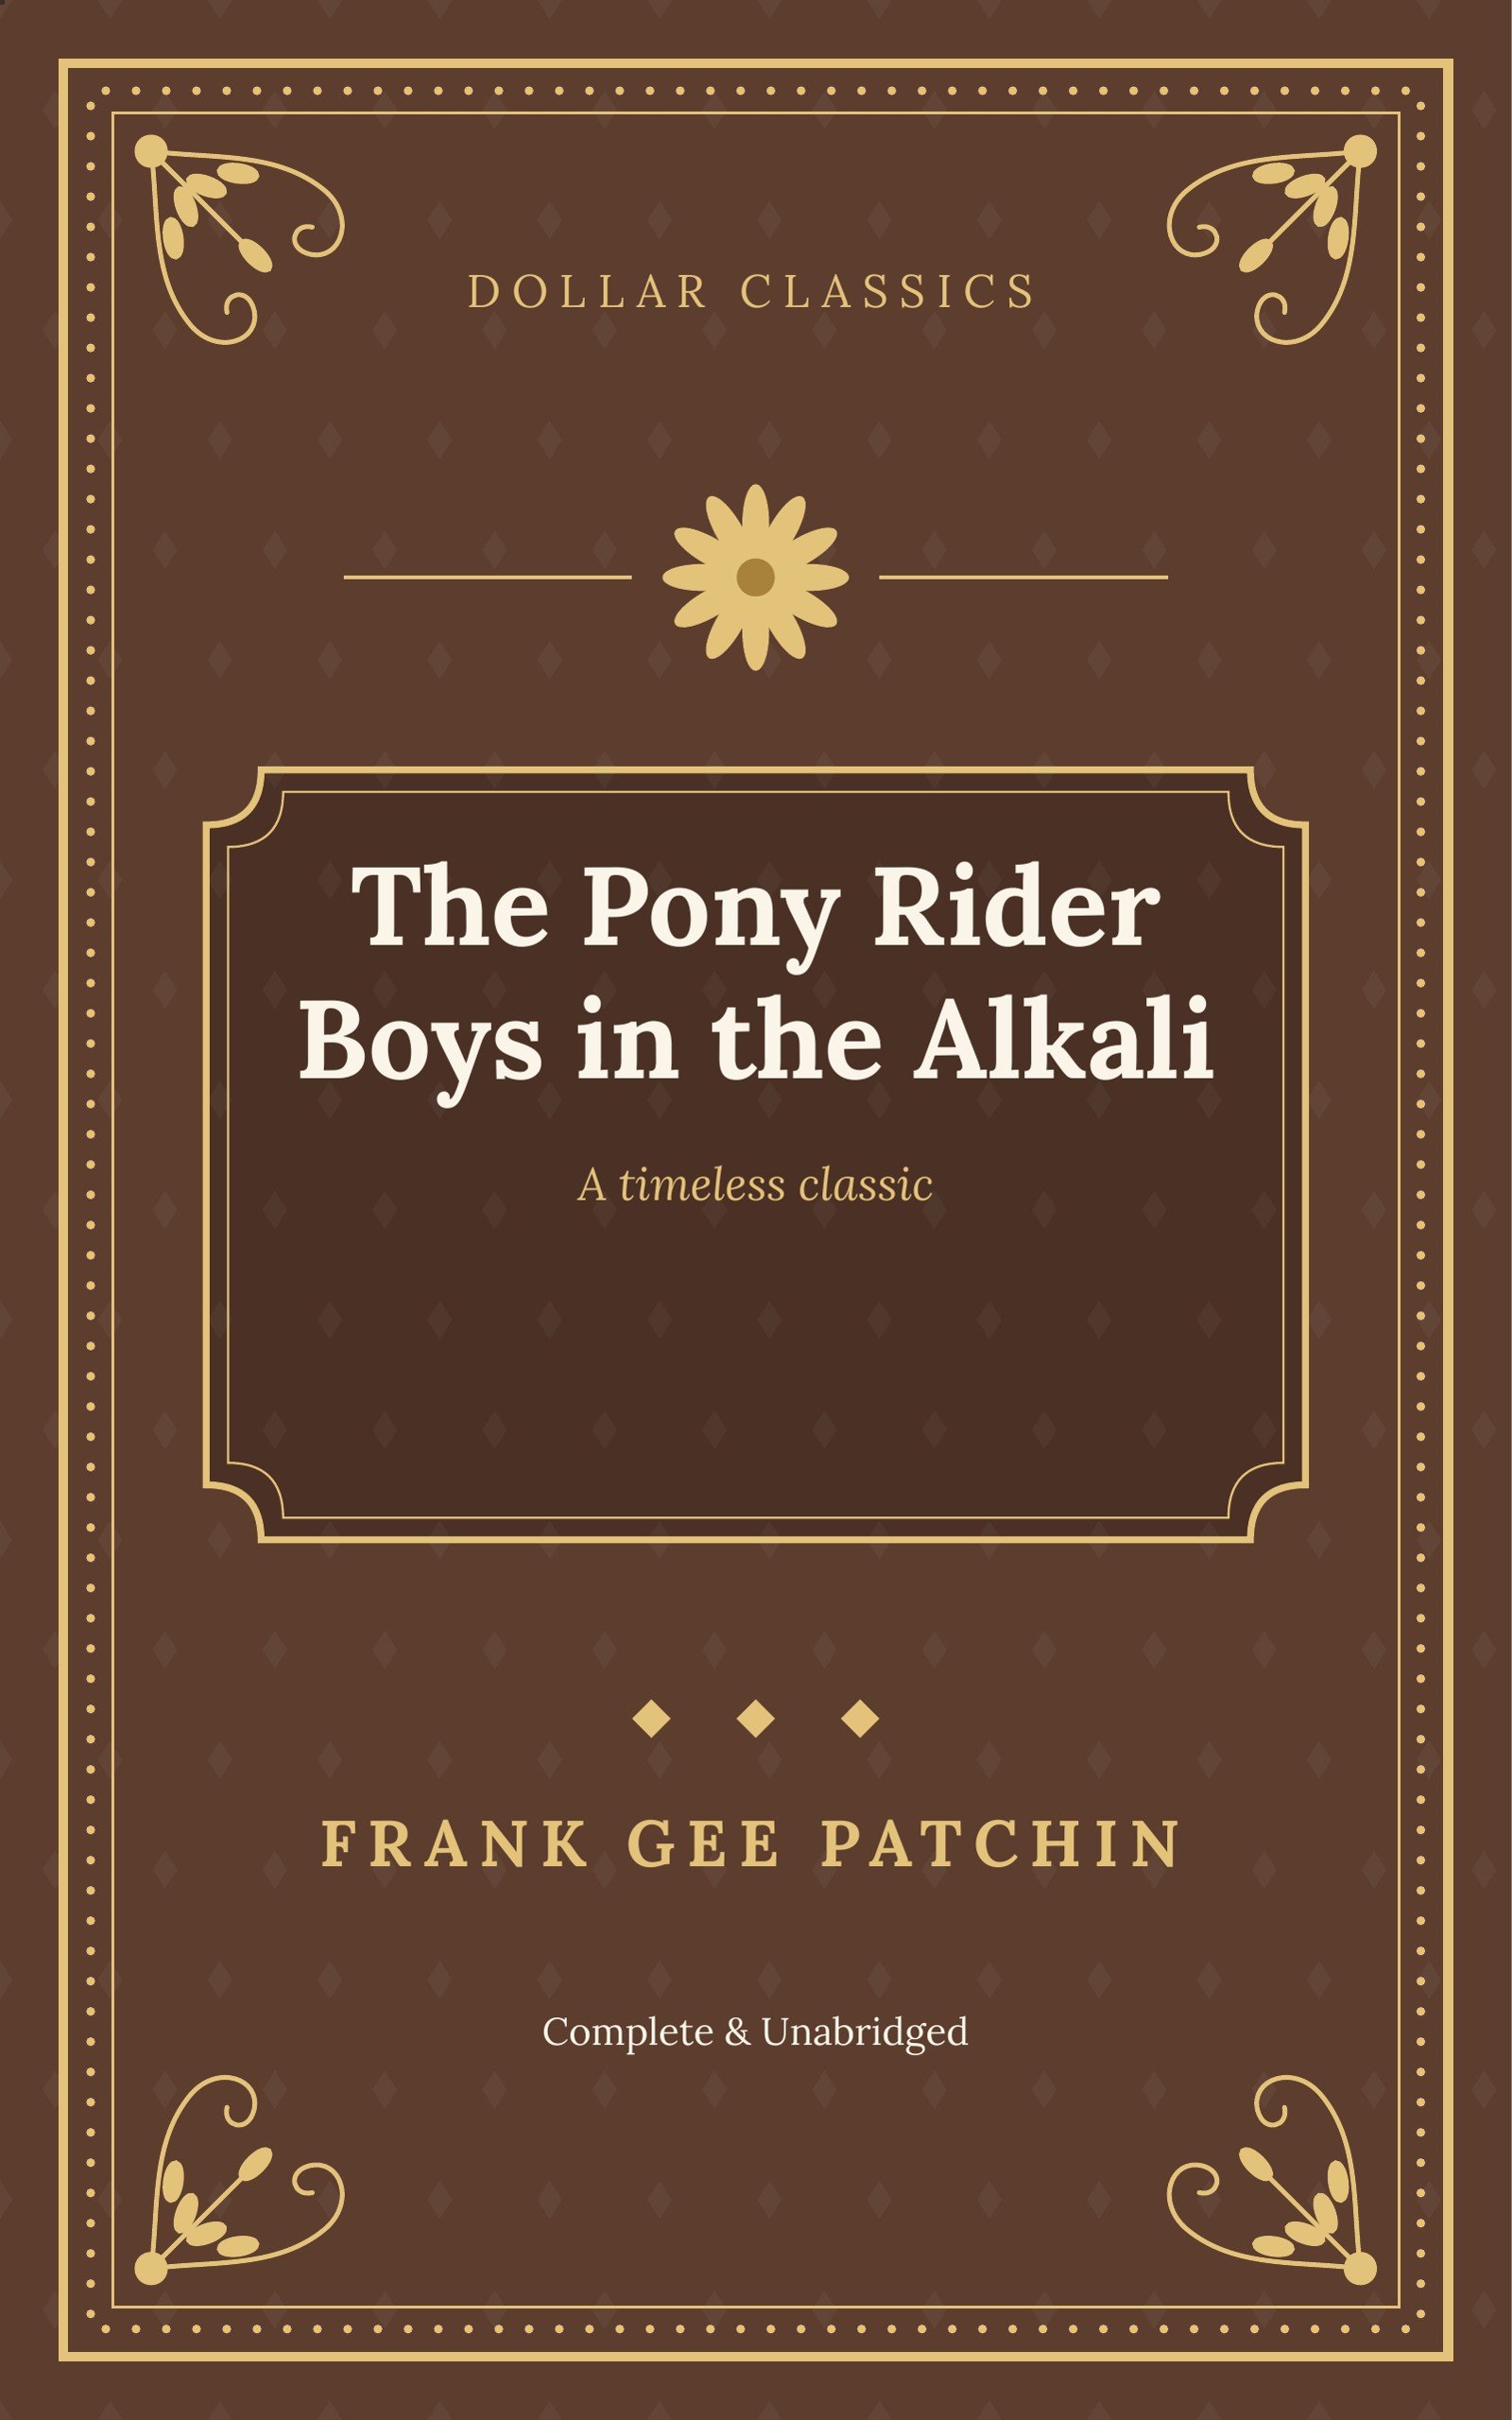 DOLLAR CLASSICS
The Pony Rider
Boys in the Alkali
A timeless classic
FRANK GEE PATCHIN
Complete & Unabridged